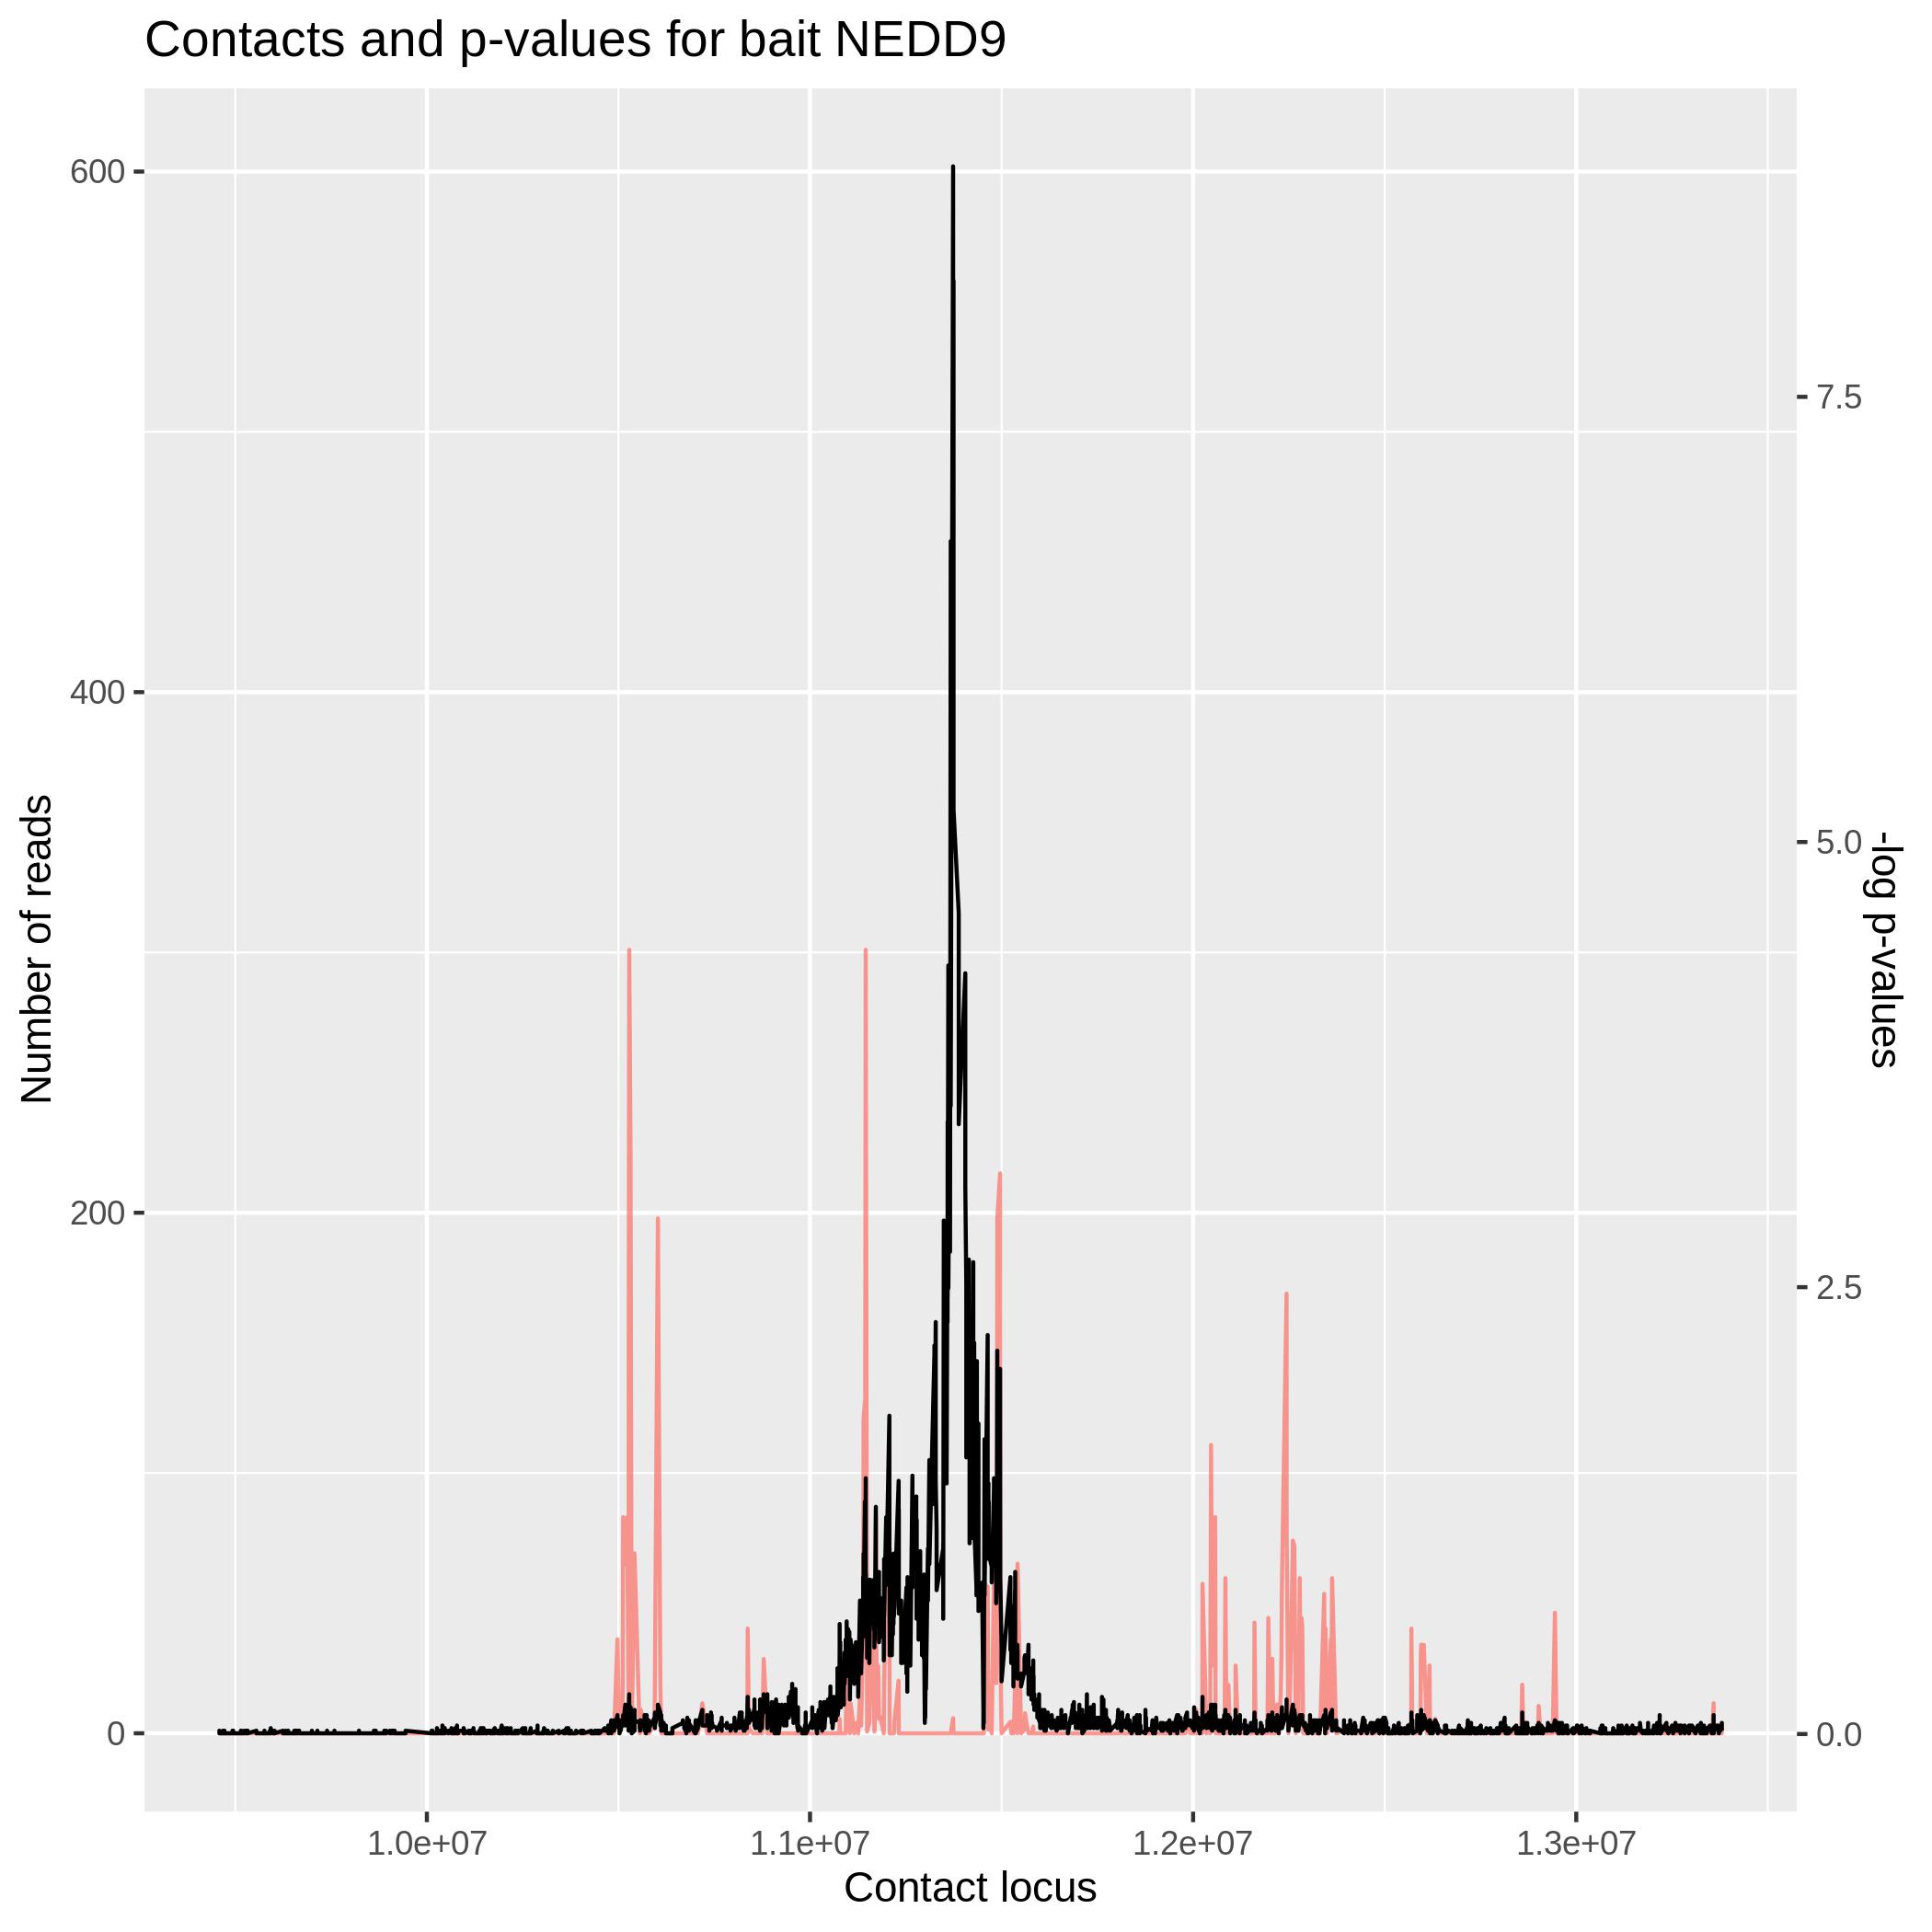 Contacts and p-values for bait NEDD9
600
400
200
0
Number of reads
7.5
5.0
2.5
0.0
-log p-values
1.0e+07
1.1e+07
1.2e+07
1.3e+07
Contact locus